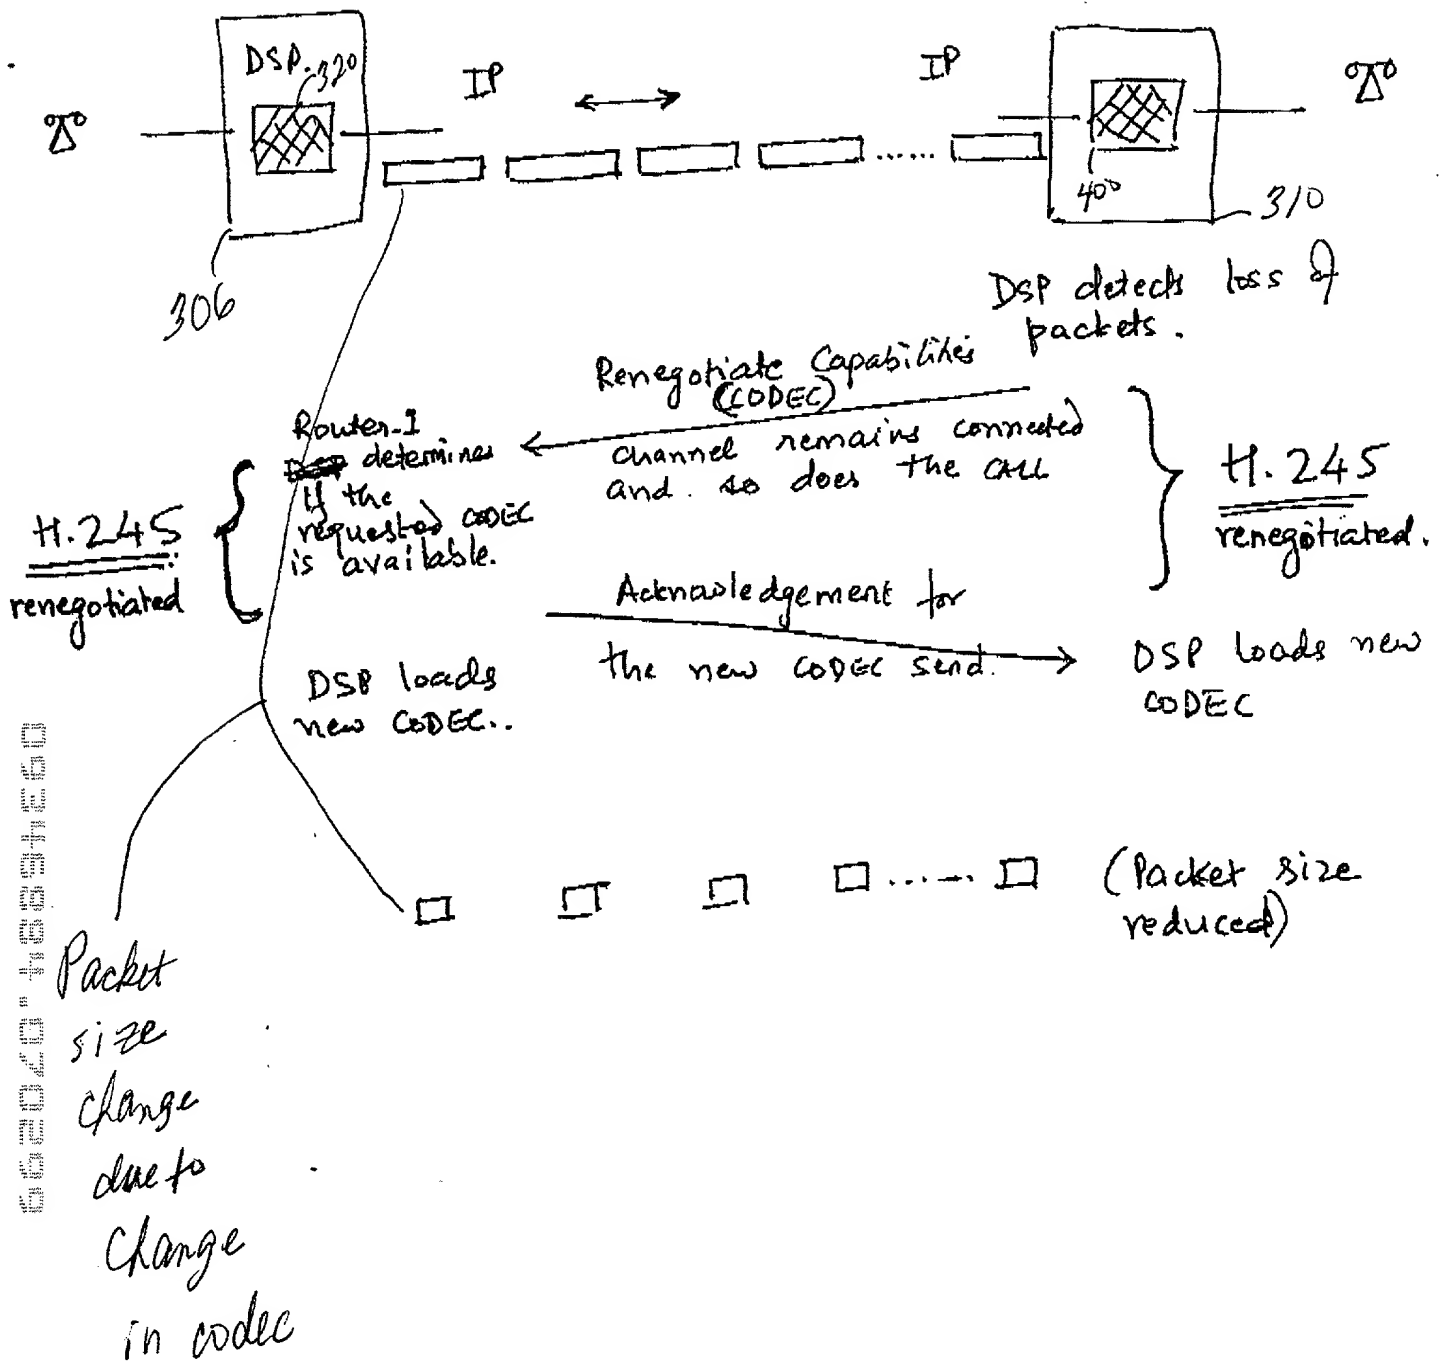 DSP.
320
IP
IP
400
310
306
DSP detects loss of
packets.
Renegotiate Capabilities
(CODEC)
channel remains connected
and. so does the CALL
Router-1
determines
if the
requested CODEC
is available.
H.245
renegotiated
H.245
renegotiated.
Acknowledgement for
the new CODEC send.
DSP loads
new CODEC..
DSP loads new
CODEC
(Packet size
reduced)
Packet
size
change
due to
change
in codec